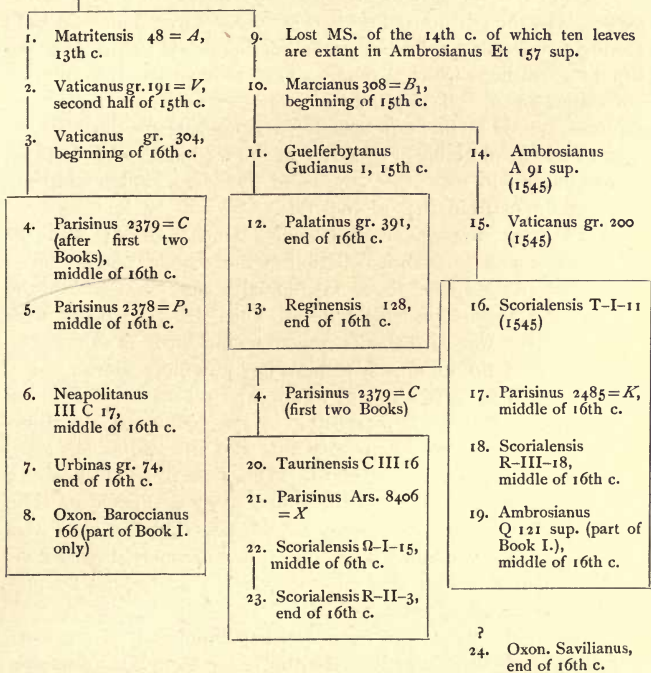 1. Matritensis 48 = A,
13th c.
2. Vaticanus gr. 191 = V,
second half of 15th c.
3. Vaticanus gr. 304,
beginning of 16th c.
4. Parisinus 2379 = C
(after first two
Books),
middle of 16th c.
5. Parisinus 2378 = P,
middle of 16th c.
6. Neapolitanus
III C 17,
middle of 16th c.
7. Urbinas gr. 74,
end of 16th c.
8. Oxon. Baroccianus
166 (part of Book I.
only)
9. Lost MS. of the 14th c. of which ten leaves
are extant in Ambrosianus Et 157 sup.
10. Marcianus 308 = B₁,
beginning of 15th c.
11. Guelferbytanus
Gudianus 1, 15th c.
12. Palatinus gr. 391,
end of 16th c.
13. Reginensis 128,
end of 16th c.
14. Ambrosianus
A 91 sup.
(1545)
15. Vaticanus gr. 200
(1545)
16. Scorialensis T–I–11
(1545)
17. Parisinus 2485 = K,
middle of 16th c.
18. Scorialensis
R–III–18,
middle of 16th c.
19. Ambrosianus
Q 121 sup. (part of
Book I.),
middle of 16th c.
4. Parisinus 2379 = C
(first two Books)
20. Taurinensis C III 16
21. Parisinus Ars. 8406
= X
22. Scorialensis Ω–I–15,
middle of 6th c.
23. Scorialensis R–II–3,
end of 16th c.
?
24. Oxon. Savilianus,
end of 16th c.